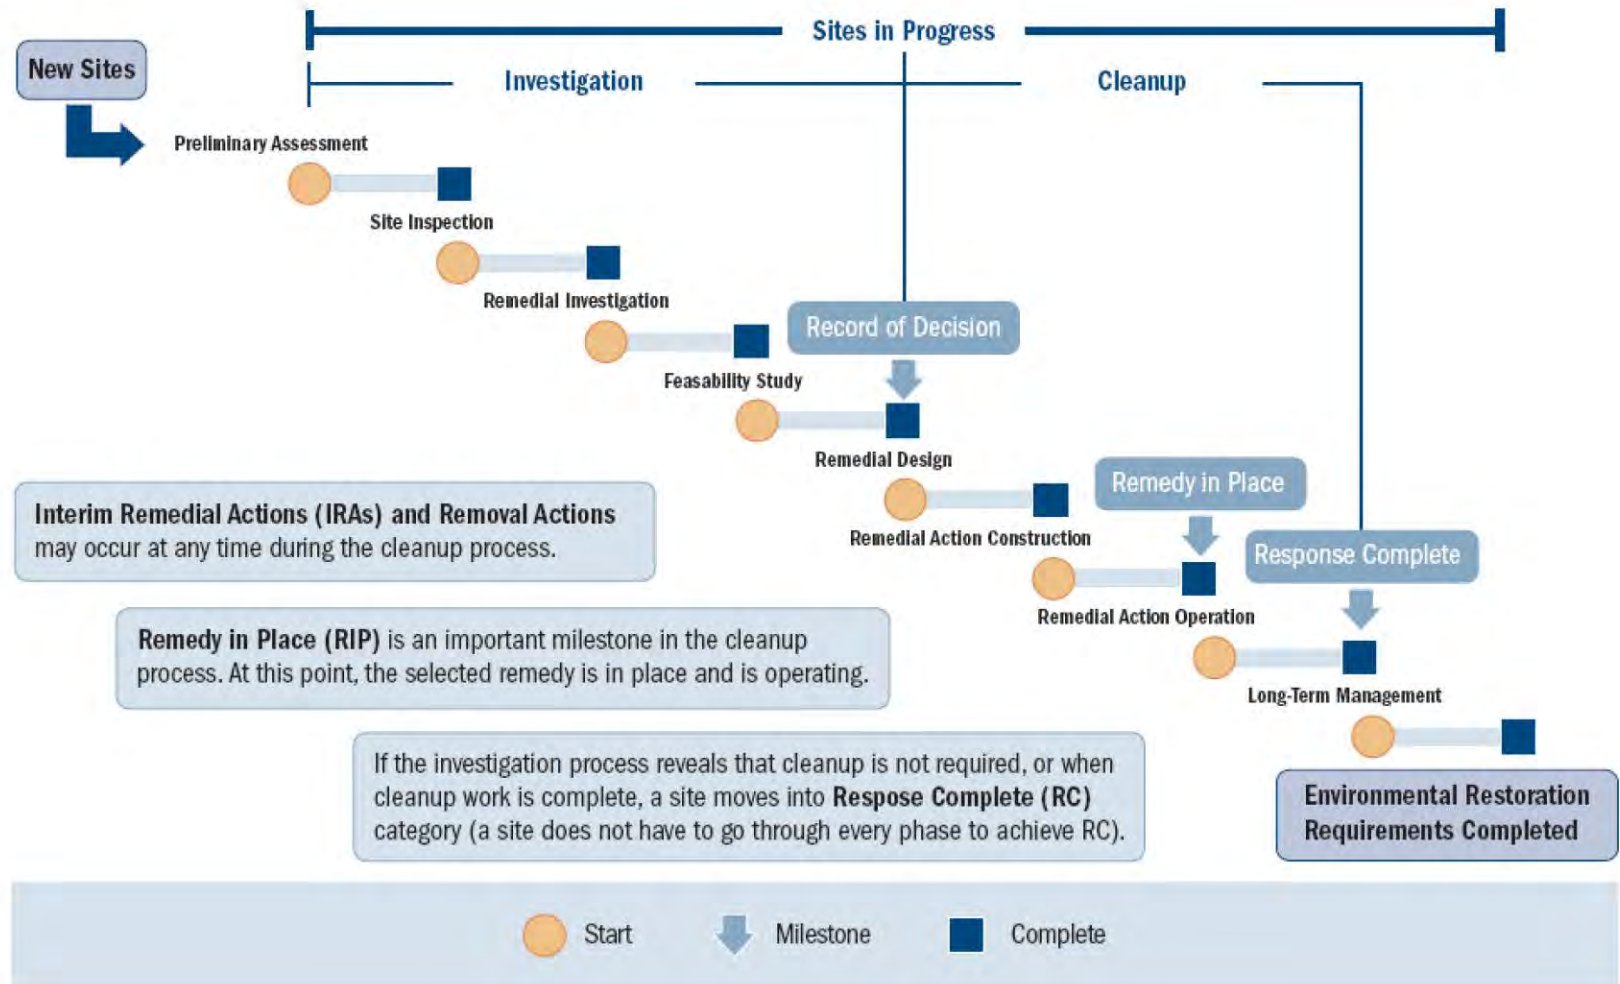 Sites in Progress
New Sites
Investigation
Cleanup
Preliminary Assessment
Site Inspection
Remedial Investigation
Record of Decision
Feasability Study
Remedial Design
Remedy in Place
Remedial Action Construction
Response Complete
Remedial Action Operation
Long-Term Management
Interim Remedial Actions (IRAs) and Removal Actions
may occur at any time during the cleanup process.
Remedy in Place (RIP) is an important milestone in the cleanup
process. At this point, the selected remedy is in place and is operating.
If the investigation process reveals that cleanup is not required, or when
cleanup work is complete, a site moves into Respose Complete (RC)
category (a site does not have to go through every phase to achieve RC).
Environmental Restoration
Requirements Completed
Start
Milestone
Complete